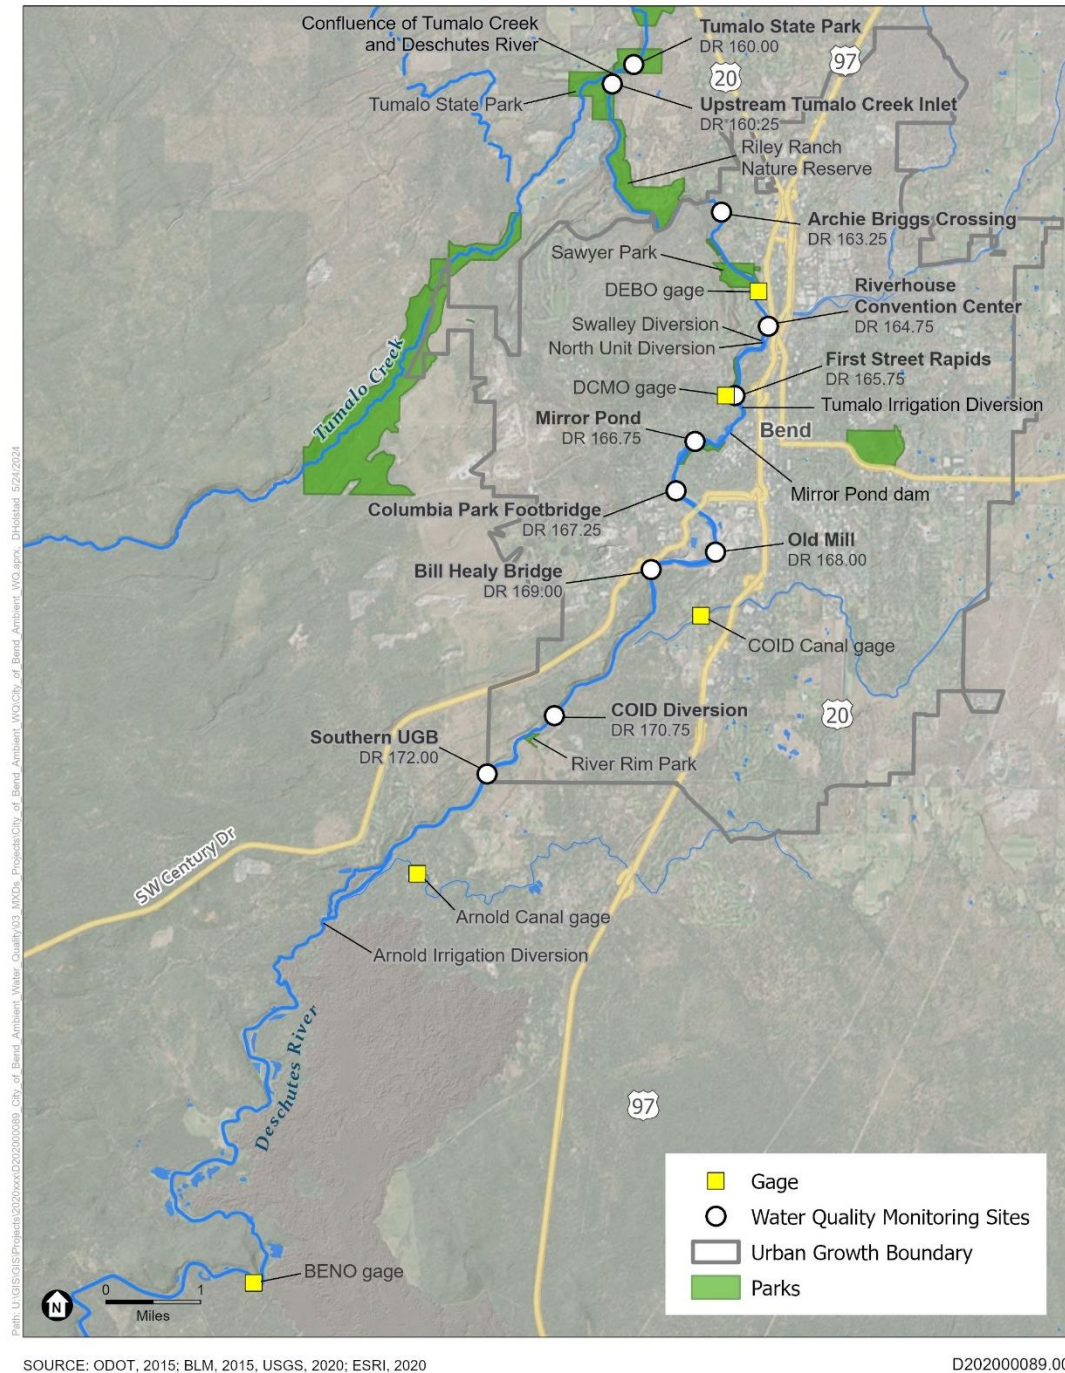 Confluence of Tumalo Creek
and Deschutes River
Tumalo State Park
DR 160.00
97
20
Tumalo State Park
Upstream Tumalo Creek Inlet
DR 160.25
Riley Ranch
Nature Reserve
Archie Briggs Crossing
DR 163.25
Sawyer Park
DEBO gage
Riverhouse
Convention Center
DR 164.75
Swalley Diversion
North Unit Diversion
First Street Rapids
DR 165.75
DCMO gage
Tumalo Irrigation Diversion
Tumalo Creek
Mirror Pond
DR 166.75
Bend
Mirror Pond dam
Columbia Park Footbridge
DR 167.25
Old Mill
DR 168.00
Bill Healy Bridge
DR 169.00
COID Canal gage
20
COID Diversion
DR 170.75
Southern UGB
DR 172.00
River Rim Park
SW Century Dr
Arnold Canal gage
Arnold Irrigation Diversion
Deschutes River
97
BENO gage
N
0 1
Miles
Gage
Water Quality Monitoring Sites
Urban Growth Boundary
Parks
SOURCE: ODOT, 2015; BLM, 2015, USGS, 2020; ESRI, 2020
D202000089.00